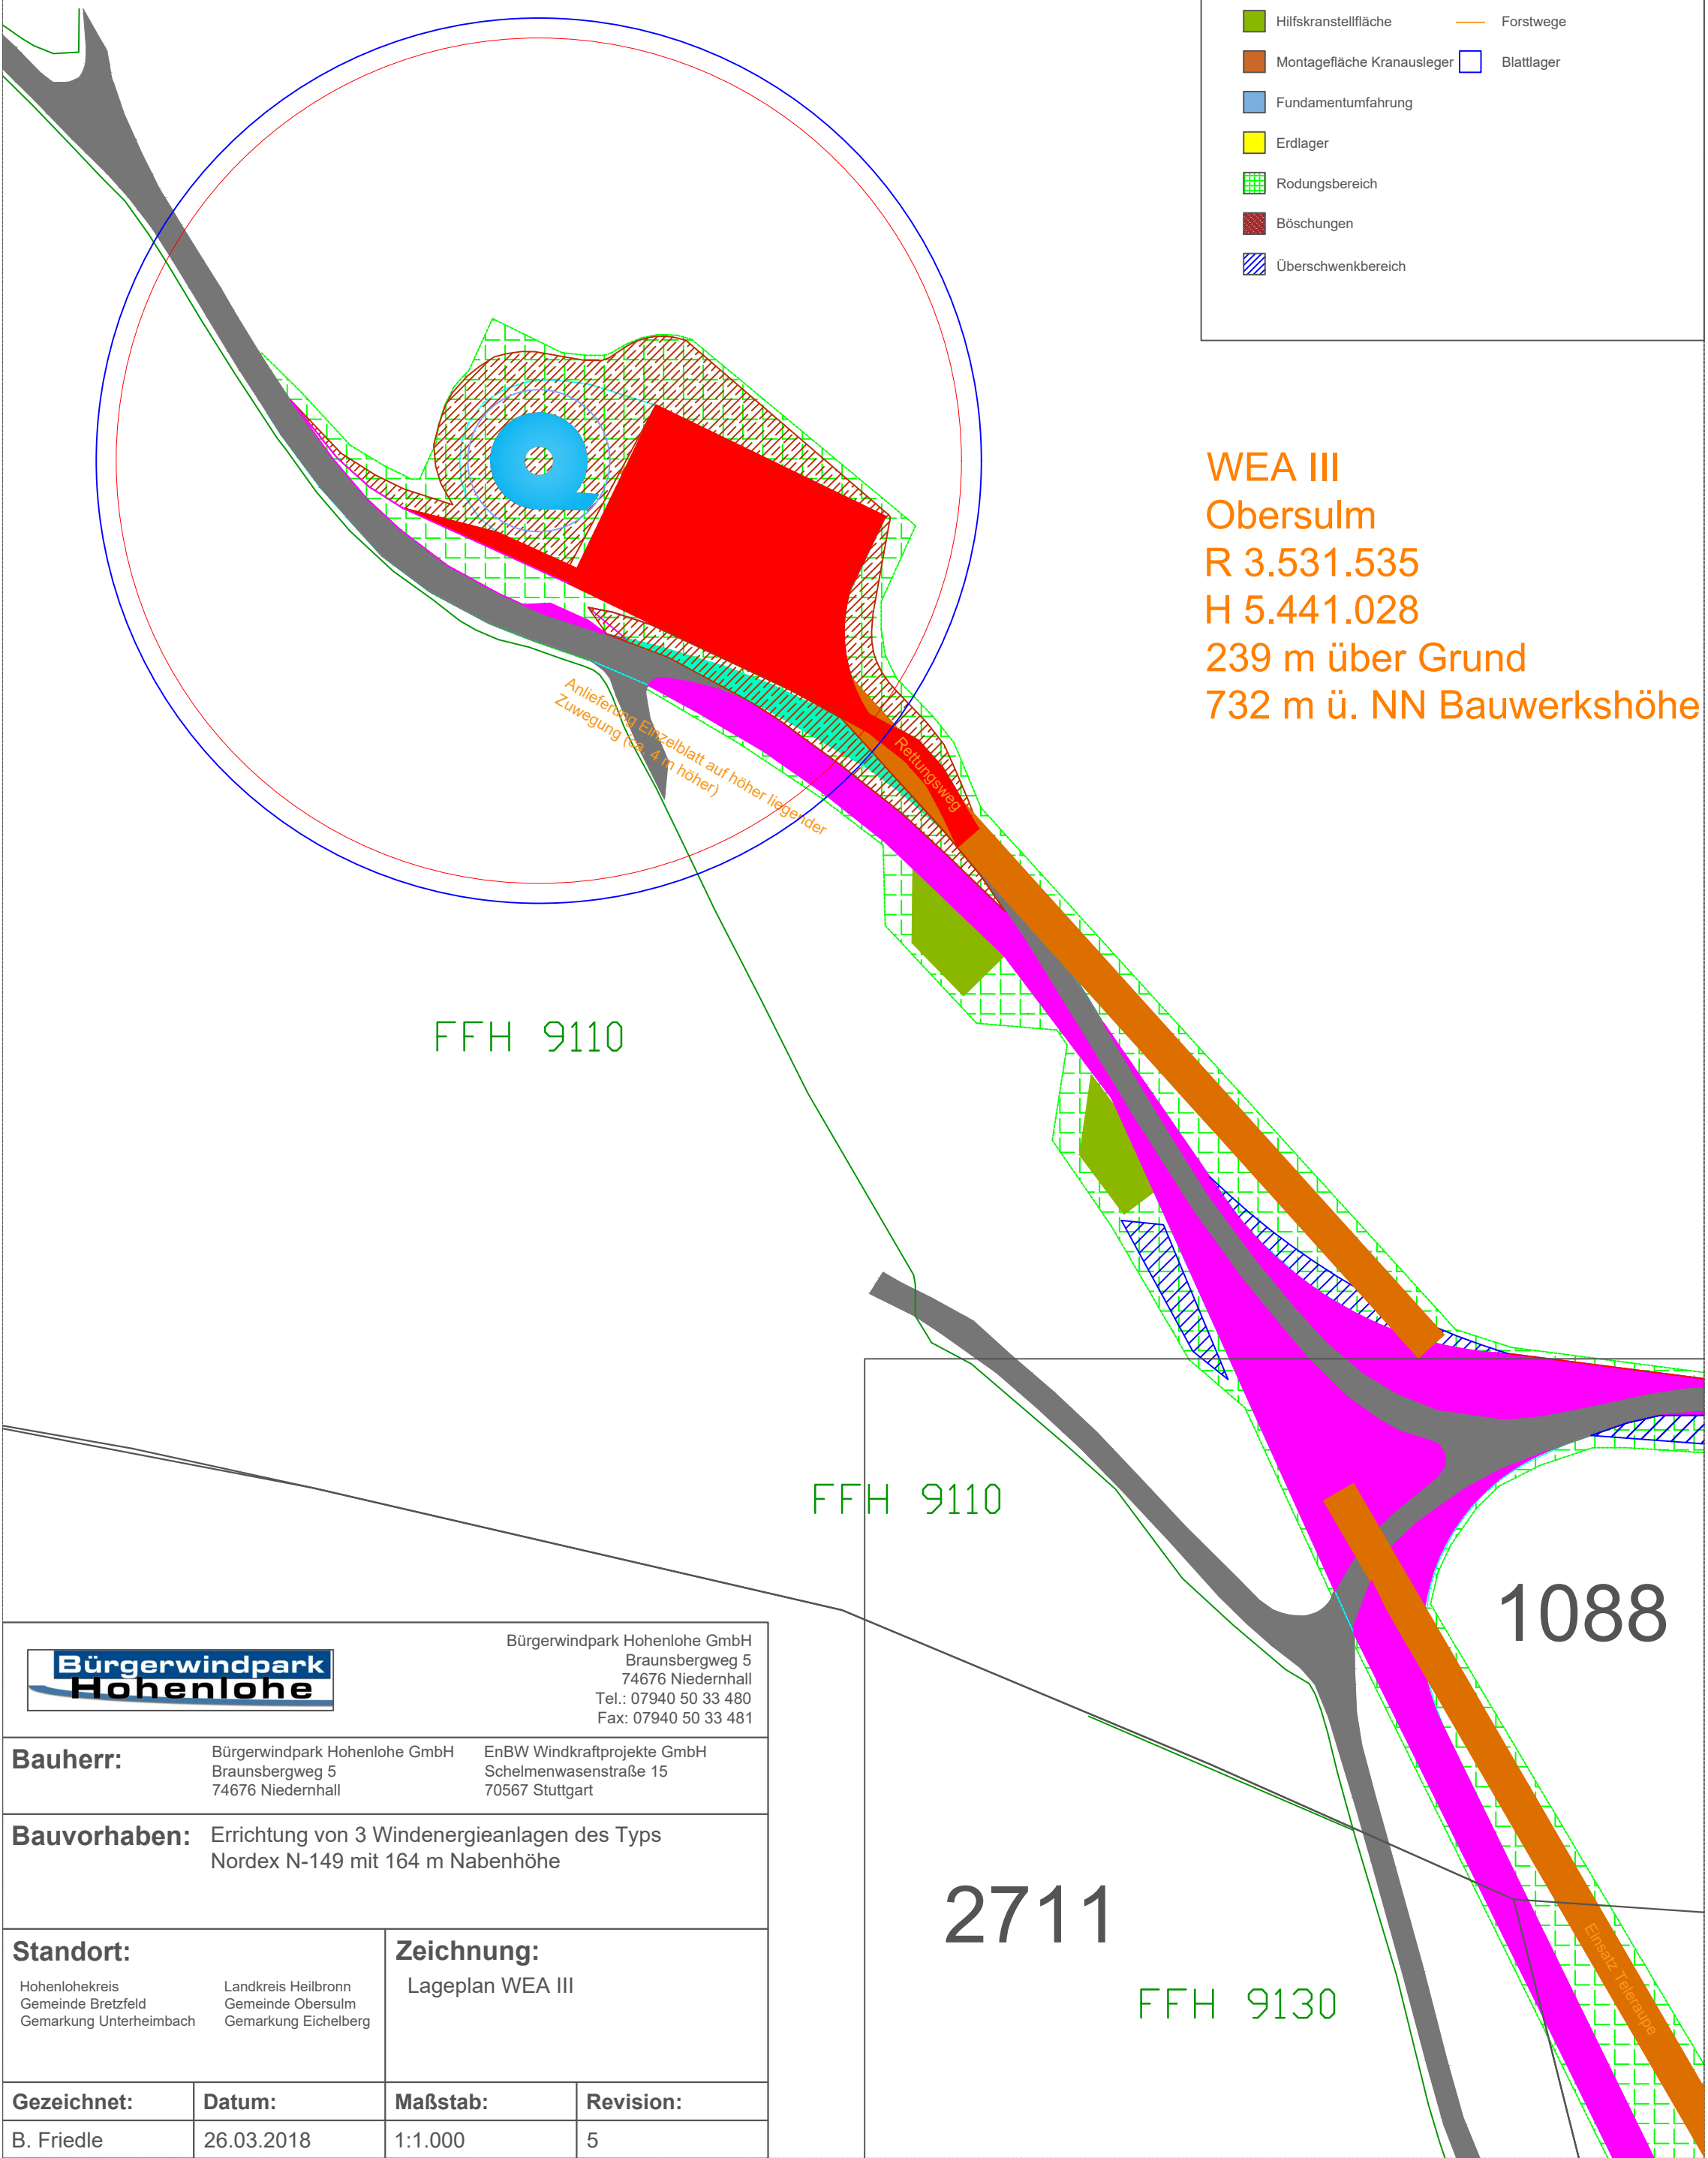 Hilfskranstellfläche
Forstwege
Montagefläche Kranausleger
Blattlager
Fundamentumfahrung
Erdlager
Rodungsbereich
Böschungen
Überschwenkbereich
WEA III
Obersulm
R 3.531.535
H 5.441.028
239 m über Grund
732 m ü. NN Bauwerkshöhe
Anlieferung Einzelblatt auf höher liegender
Zuwegung (ca. 4 m höher)
Rettungsweg
FFH 9110
FFH 9110
1088
2711
FFH 9130
Einsatz Teleraupe
Bürgerwindpark
Hohenlohe
Bürgerwindpark Hohenlohe GmbH
Braunsbergweg 5
74676 Niedernhall
Tel.: 07940 50 33 480
Fax: 07940 50 33 481
Bauherr:
Bürgerwindpark Hohenlohe GmbH
Braunsbergweg 5
74676 Niedernhall
EnBW Windkraftprojekte GmbH
Schelmenwasenstraße 15
70567 Stuttgart
Bauvorhaben:
Errichtung von 3 Windenergieanlagen des Typs
Nordex N-149 mit 164 m Nabenhöhe
Standort:
Hohenlohekreis
Gemeinde Bretzfeld
Gemarkung Unterheimbach
Landkreis Heilbronn
Gemeinde Obersulm
Gemarkung Eichelberg
Zeichnung:
Lageplan WEA III
Gezeichnet:
Datum:
Maßstab:
Revision:
B. Friedle
26.03.2018
1:1.000
5